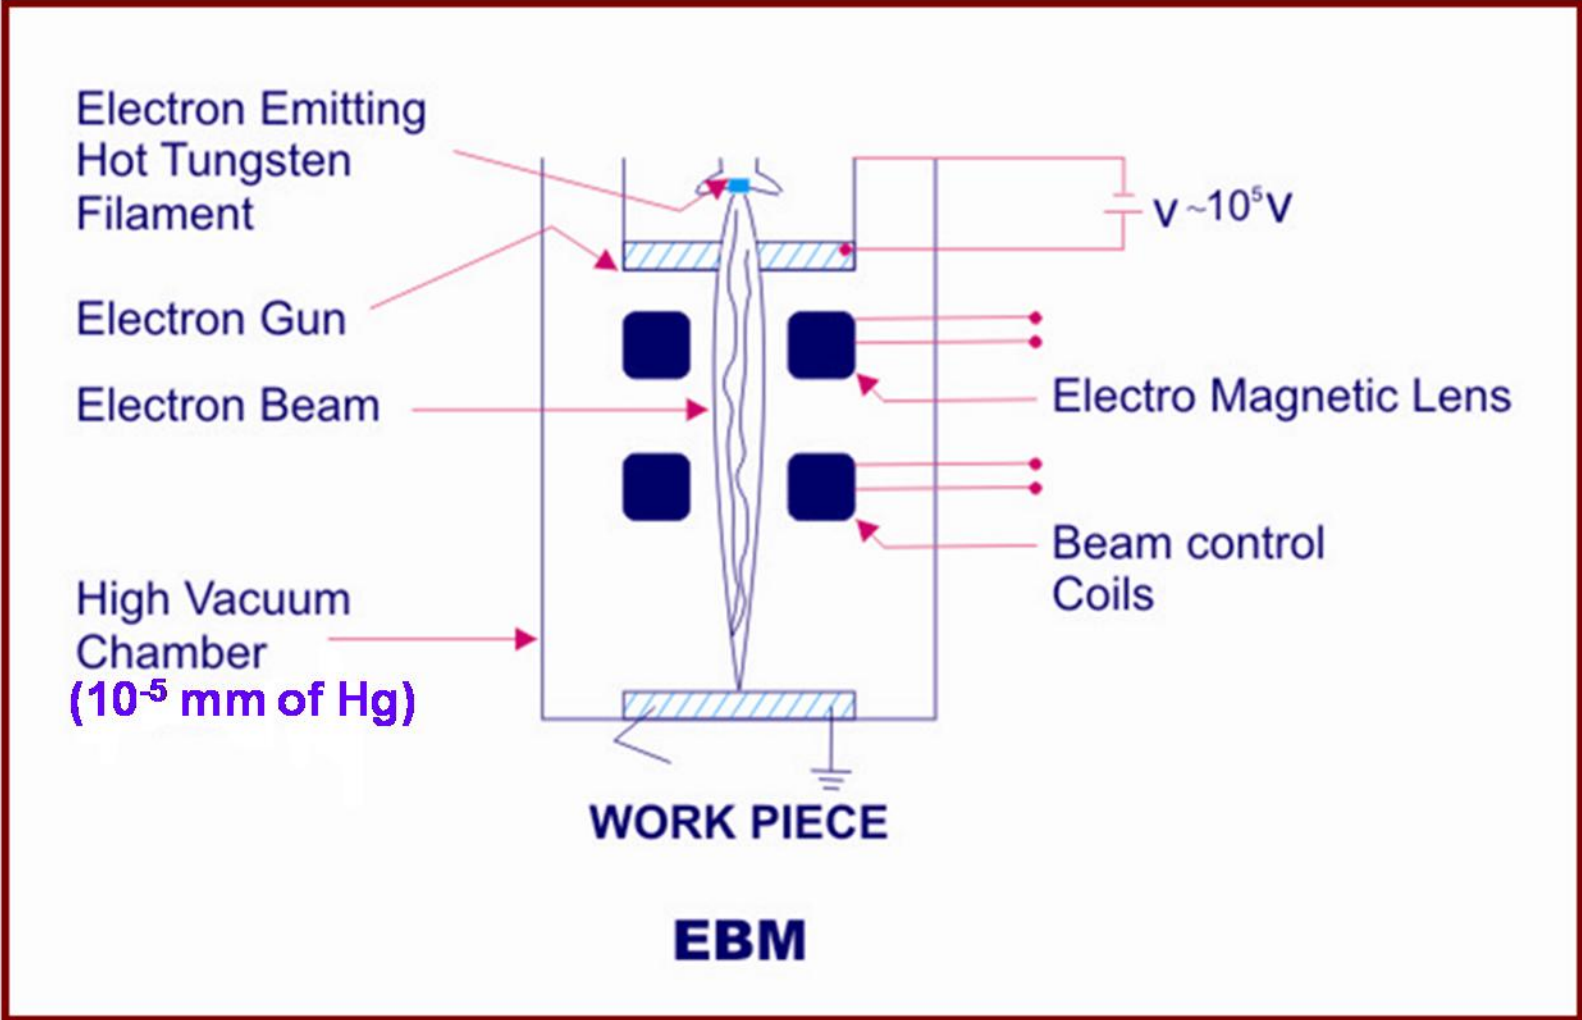 Electron Emitting
Hot Tungsten
Filament
V ~10⁵V
Electron Gun
Electro Magnetic Lens
Electron Beam
Beam control
Coils
High Vacuum
Chamber
(10⁻⁵ mm of Hg)
WORK PIECE
EBM